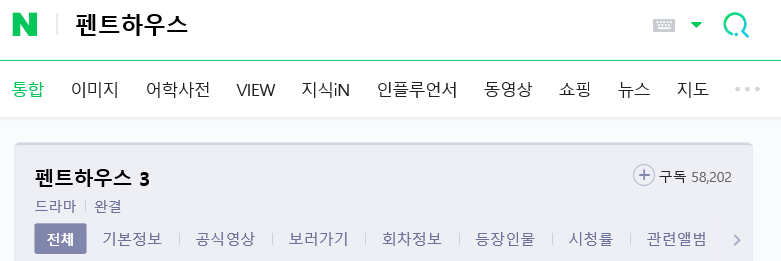 N 펜트하우스
통합 이미지 어학사전 VIEW 지식iN 인플루언서 동영상 쇼핑 뉴스 지도
펜트하우스 3 구독 58,202
드라마 완결
전체 기본정보 공식영상 보러가기 회차정보 등장인물 시청률 관련앨범